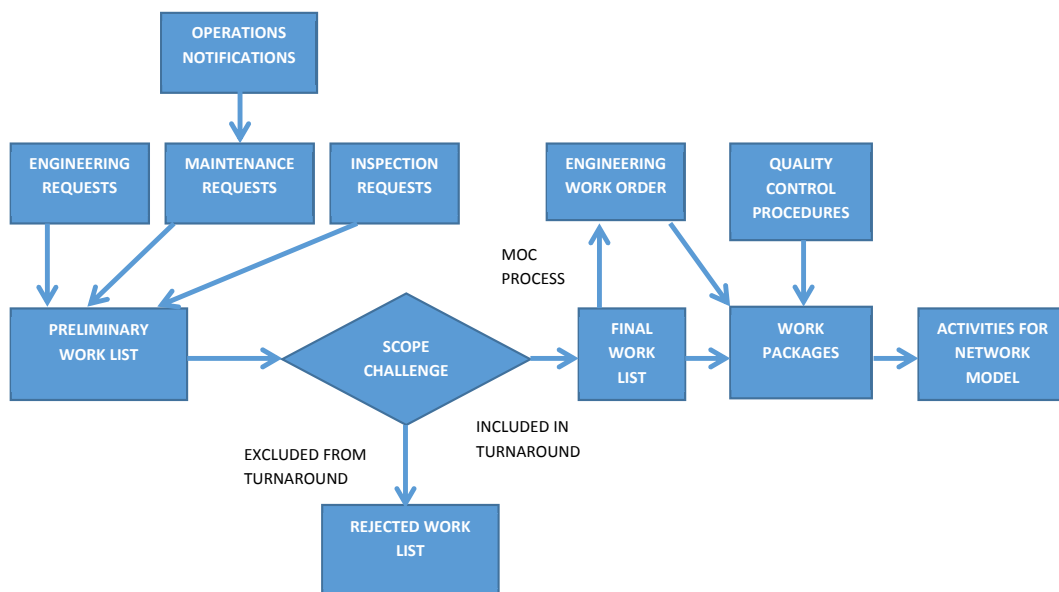 OPERATIONS
NOTIFICATIONS
ENGINEERING
REQUESTS
MAINTENANCE
REQUESTS
INSPECTION
REQUESTS
ENGINEERING
WORK ORDER
QUALITY
CONTROL
PROCEDURES
MOC
PROCESS
PRELIMINARY
WORK LIST
SCOPE
CHALLENGE
FINAL
WORK
LIST
WORK
PACKAGES
ACTIVITIES FOR
NETWORK
MODEL
INCLUDED IN
TURNAROUND
EXCLUDED FROM
TURNAROUND
REJECTED WORK
LIST